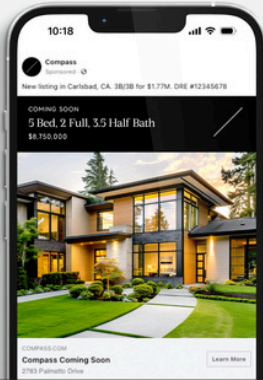 10:18
Compass
Sponsored ·
New listing in Carlsbad, CA. 3B/3B for $1.77M. DRE #12345678
COMING SOON
5 Bed, 2 Full, 3.5 Half Bath
$8,750,000
COMPASS.COM
Compass Coming Soon
2783 Palmetto Drive
Learn More